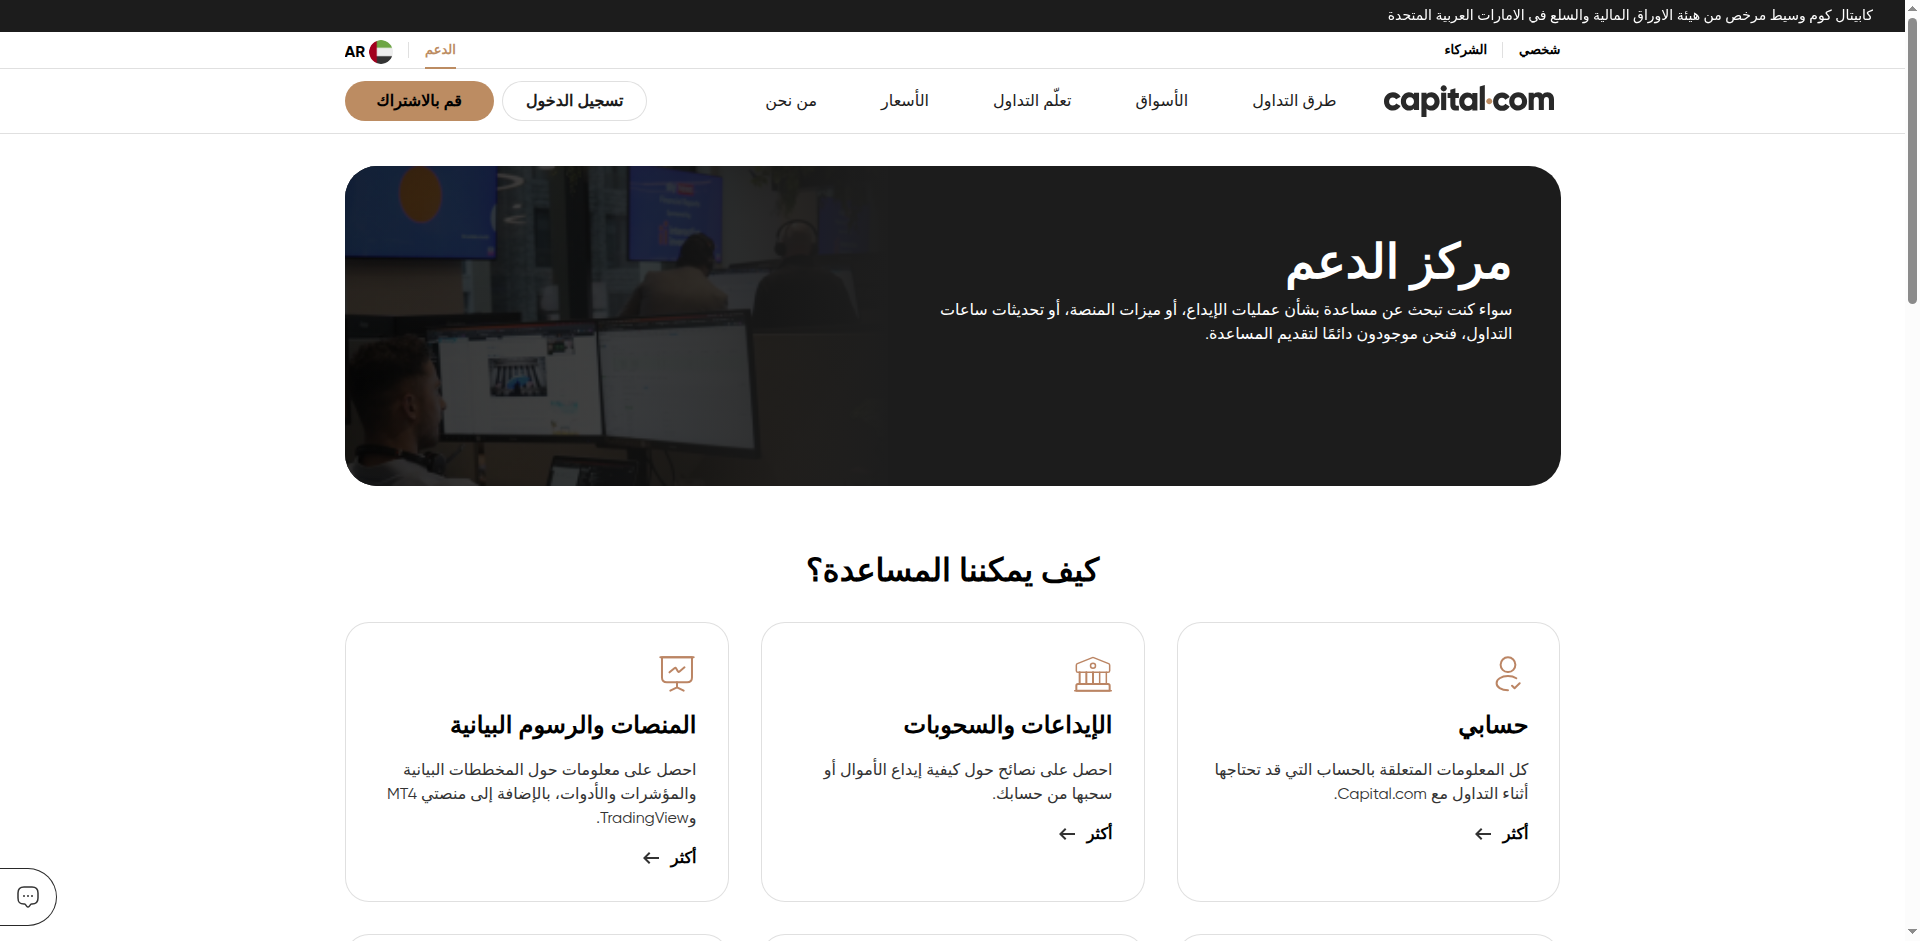 كابيتال كوم وسيط مرخص من هيئة الاوراق المالية والسلع في الامارات العربية المتحدة
شخصي
الشركاء
الدعم
AR
capital.com
طرق التداول
الأسواق
تعلّم التداول
الأسعار
من نحن
تسجيل الدخول
قم بالاشتراك
مركز الدعم
سواء كنت تبحث عن مساعدة بشأن عمليات الإيداع، أو ميزات المنصة، أو تحديثات ساعات
التداول، فنحن موجودون دائمًا لتقديم المساعدة.
كيف يمكننا المساعدة؟
حسابي
كل المعلومات المتعلقة بالحساب التي قد تحتاجها
أثناء التداول مع Capital.com.
أكثر
الإيداعات والسحوبات
احصل على نصائح حول كيفية إيداع الأموال أو
سحبها من حسابك.
أكثر
المنصات والرسوم البيانية
احصل على معلومات حول المخططات البيانية
والمؤشرات والأدوات، بالإضافة إلى منصتي MT4
وTradingView.
أكثر